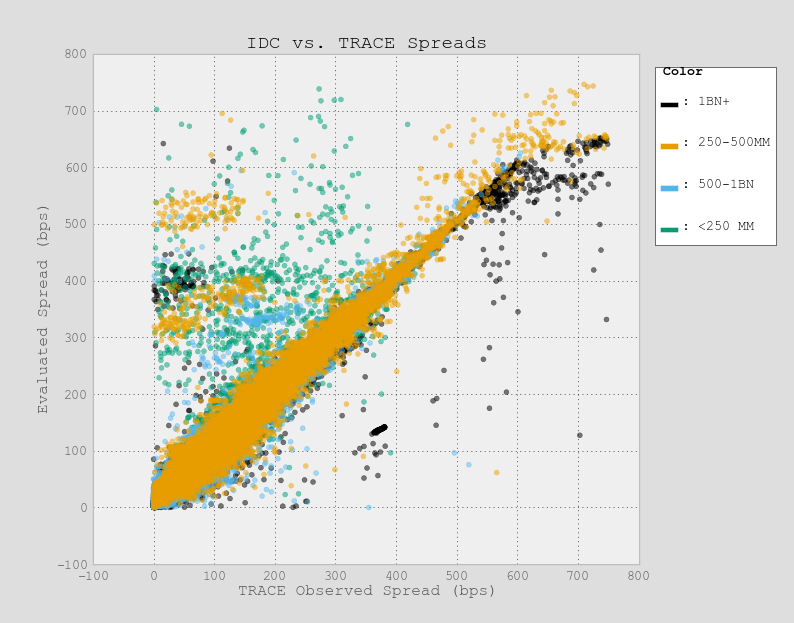 IDC vs. TRACE Spreads
800
700
600
500
400
300
200
100
0
−100
Evaluated Spread (bps)
−100 0 100 200 300 400 500 600 700 800
TRACE Observed Spread (bps)
Color
: 1BN+
: 250−500MM
: 500−1BN
: <250 MM